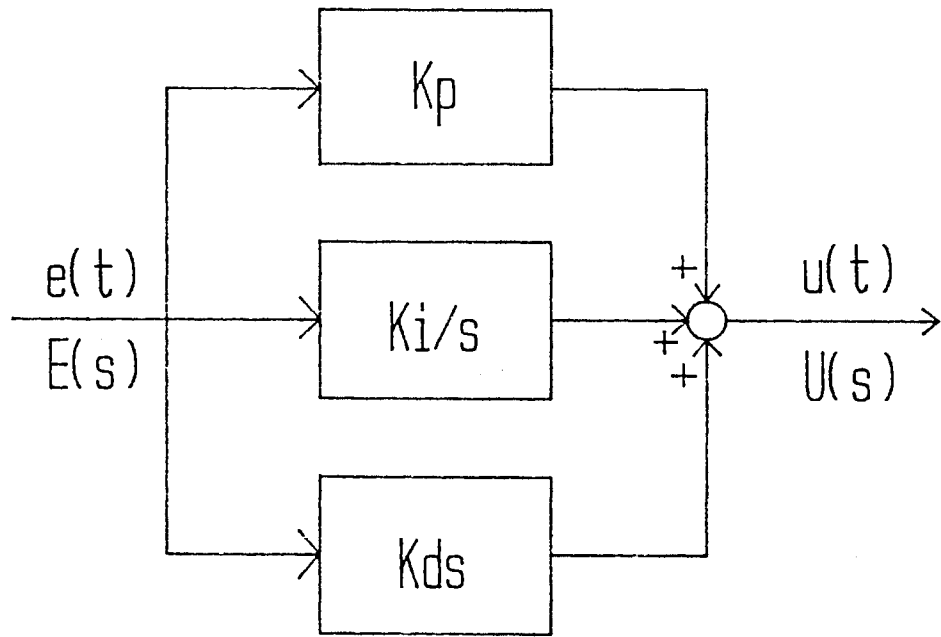 Kp
e(t)
E(s)
Ki/s
+
+
+
u(t)
U(s)
Kds